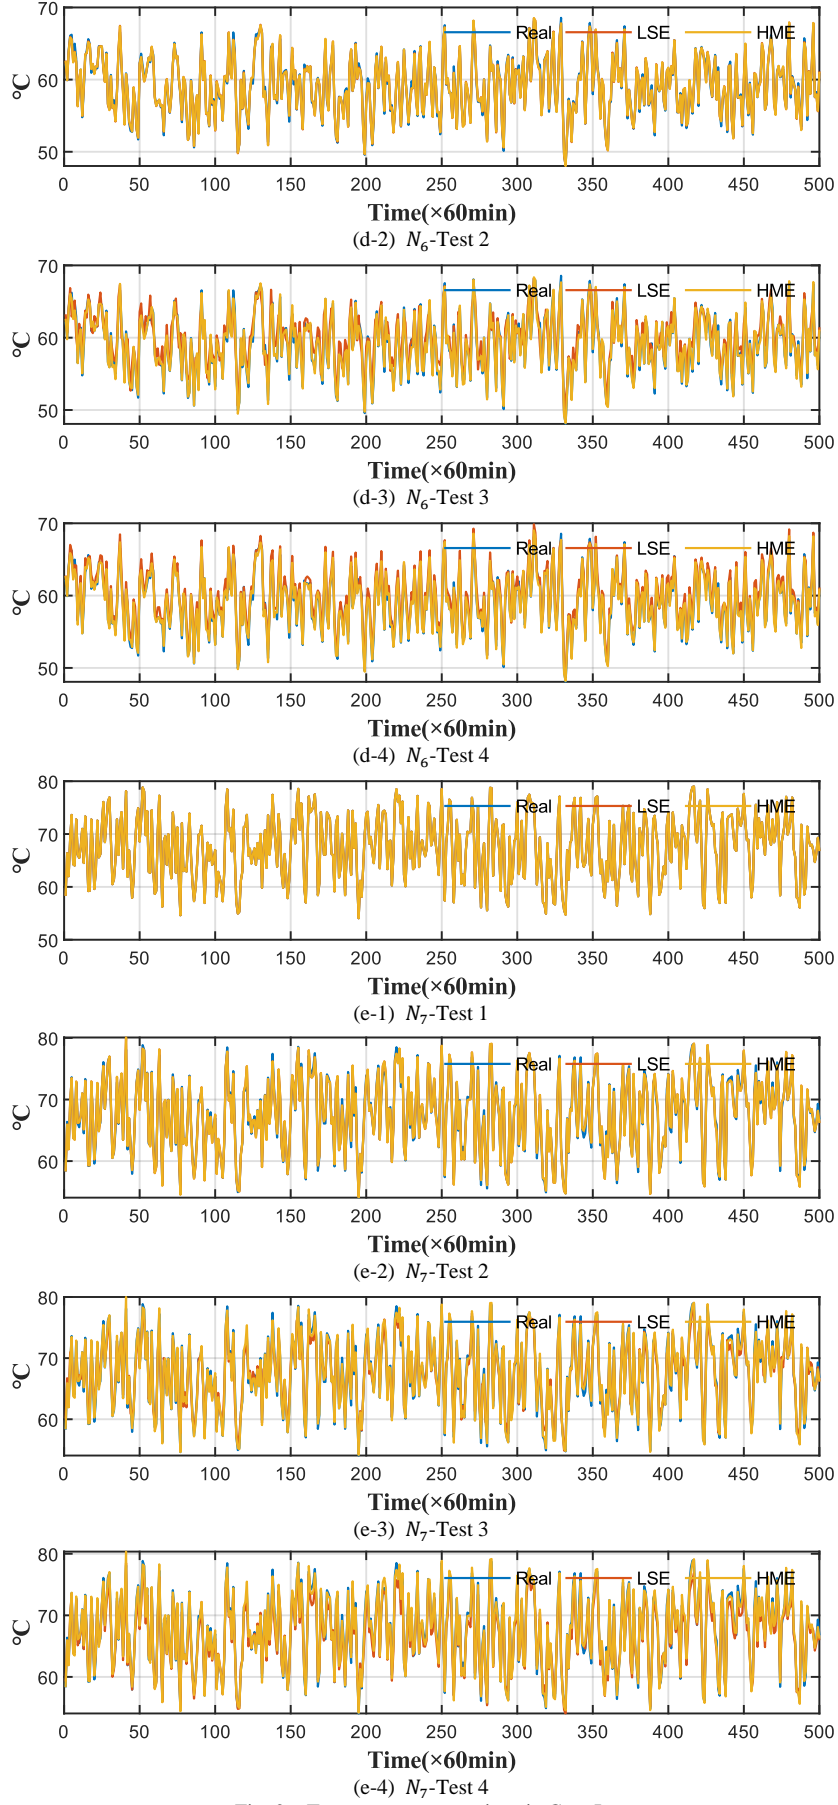 70
Real LSE HME
60
°C
50
0 50 100 150 200 250 300 350 400 450 500
Time(×60min)
(d-2) N₆-Test 2
70
Real LSE HME
60
°C
50
0 50 100 150 200 250 300 350 400 450 500
Time(×60min)
(d-3) N₆-Test 3
70
Real LSE HME
60
°C
50
0 50 100 150 200 250 300 350 400 450 500
Time(×60min)
(d-4) N₆-Test 4
80
Real LSE HME
70
°C
60
50
0 50 100 150 200 250 300 350 400 450 500
Time(×60min)
(e-1) N₇-Test 1
80
Real LSE HME
70
°C
60
0 50 100 150 200 250 300 350 400 450 500
Time(×60min)
(e-2) N₇-Test 2
80
Real LSE HME
70
°C
60
0 50 100 150 200 250 300 350 400 450 500
Time(×60min)
(e-3) N₇-Test 3
80
Real LSE HME
70
°C
60
0 50 100 150 200 250 300 350 400 450 500
Time(×60min)
(e-4) N₇-Test 4